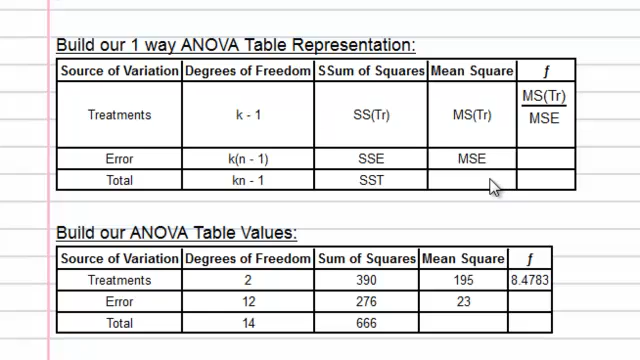 Build our 1 way ANOVA Table Representation:
Source of Variation Degrees of Freedom SSum of Squares Mean Square f
Treatments k - 1 SS(Tr) MS(Tr) MS(Tr)
MSE
Error k(n - 1) SSE MSE
Total kn - 1 SST
Build our ANOVA Table Values:
Source of Variation Degrees of Freedom Sum of Squares Mean Square f
Treatments 2 390 195 8.4783
Error 12 276 23
Total 14 666